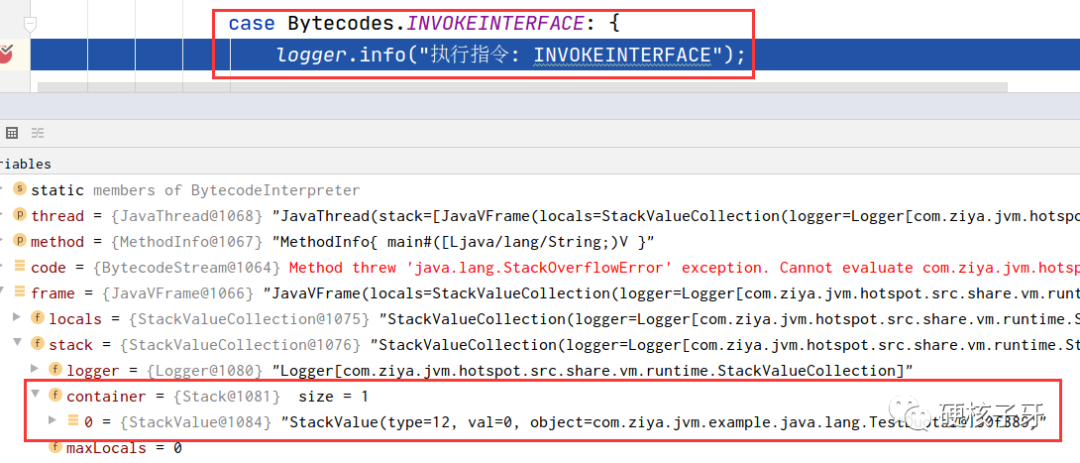 case Bytecodes.INVOKEINTERFACE: {
logger.info("执行指令: INVOKEINTERFACE");
riables
static members of BytecodeInterpreter
thread = {JavaThread@1068} "JavaThread(stack=[JavaVFrame(locals=StackValueCollection(logger=Logger[com.ziya.jvm.hotspo
method = {MethodInfo@1067} "MethodInfo{ main#([Ljava/lang/String;)V }"
code = {BytecodeStream@1064} Method threw 'java.lang.StackOverflowError' exception. Cannot evaluate com.ziya.jvm.hotsp
frame = {JavaVFrame@1066} "JavaVFrame(locals=StackValueCollection(logger=Logger[com.ziya.jvm.hotspot.src.share.vm.runt
locals = {StackValueCollection@1075} "StackValueCollection(logger=Logger[com.ziya.jvm.hotspot.src.share.vm.runtime.S
stack = {StackValueCollection@1076} "StackValueCollection(logger=Logger[com.ziya.jvm.hotspot.src.share.vm.runtime.St
logger = {Logger@1080} "Logger[com.ziya.jvm.hotspot.src.share.vm.runtime.StackValueCollection]"
container = {Stack@1081} size = 1
0 = {StackValue@1084} "StackValue(type=12, val=0, object=com.ziya.jvm.example.java.lang.
硬核子牙
maxLocals = 0